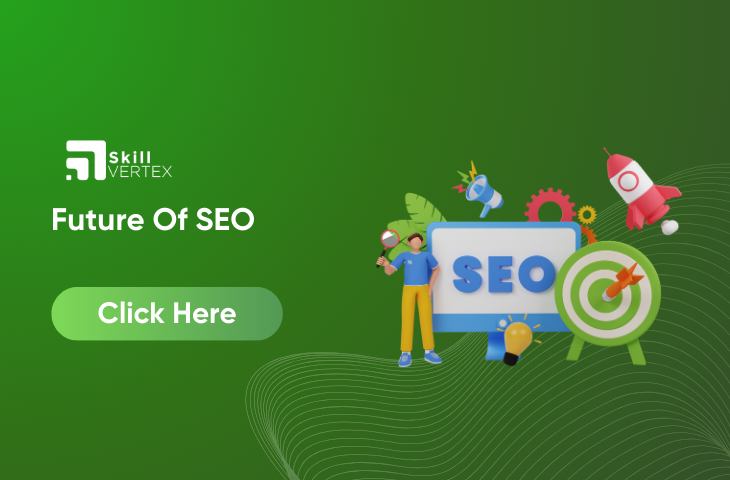 Skill
VERTEX
Future Of SEO
Click Here
SEO